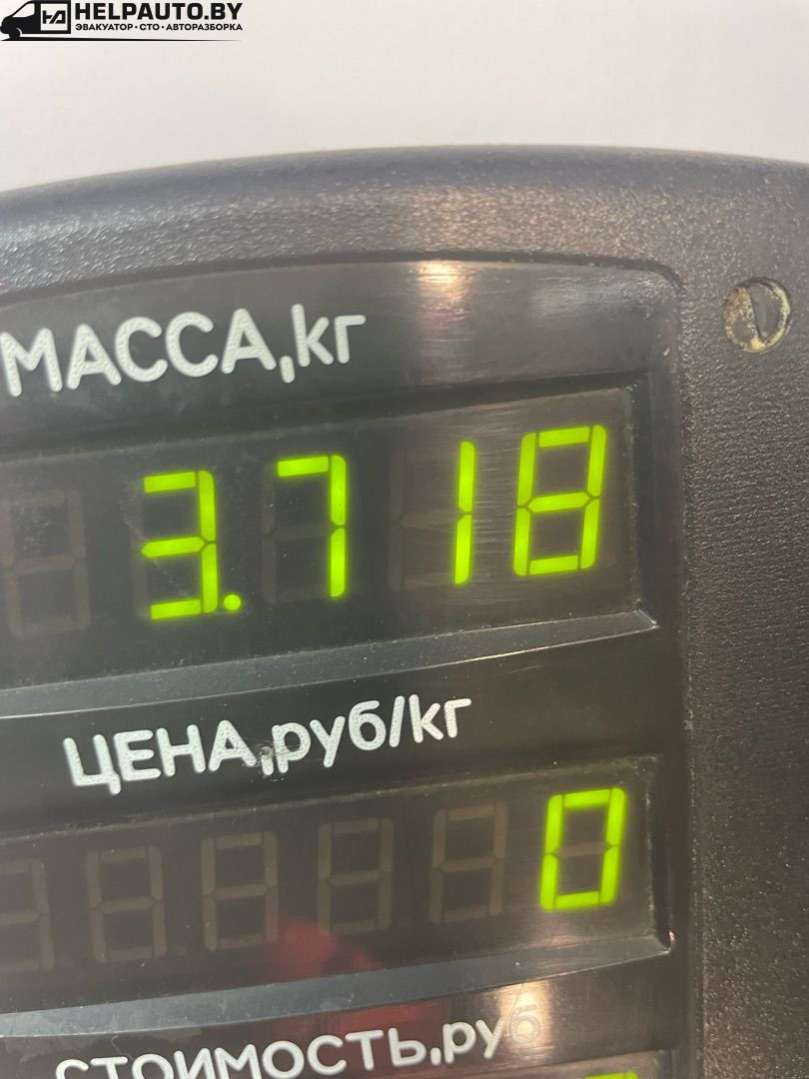 HELPAUTO.BY
ЭВАКУАТОР · СТО · АВТОРАЗБОРКА
МАССА,кг
3.718
ЦЕНА,руб/кг
0
СТОИМОСТЬ,руб